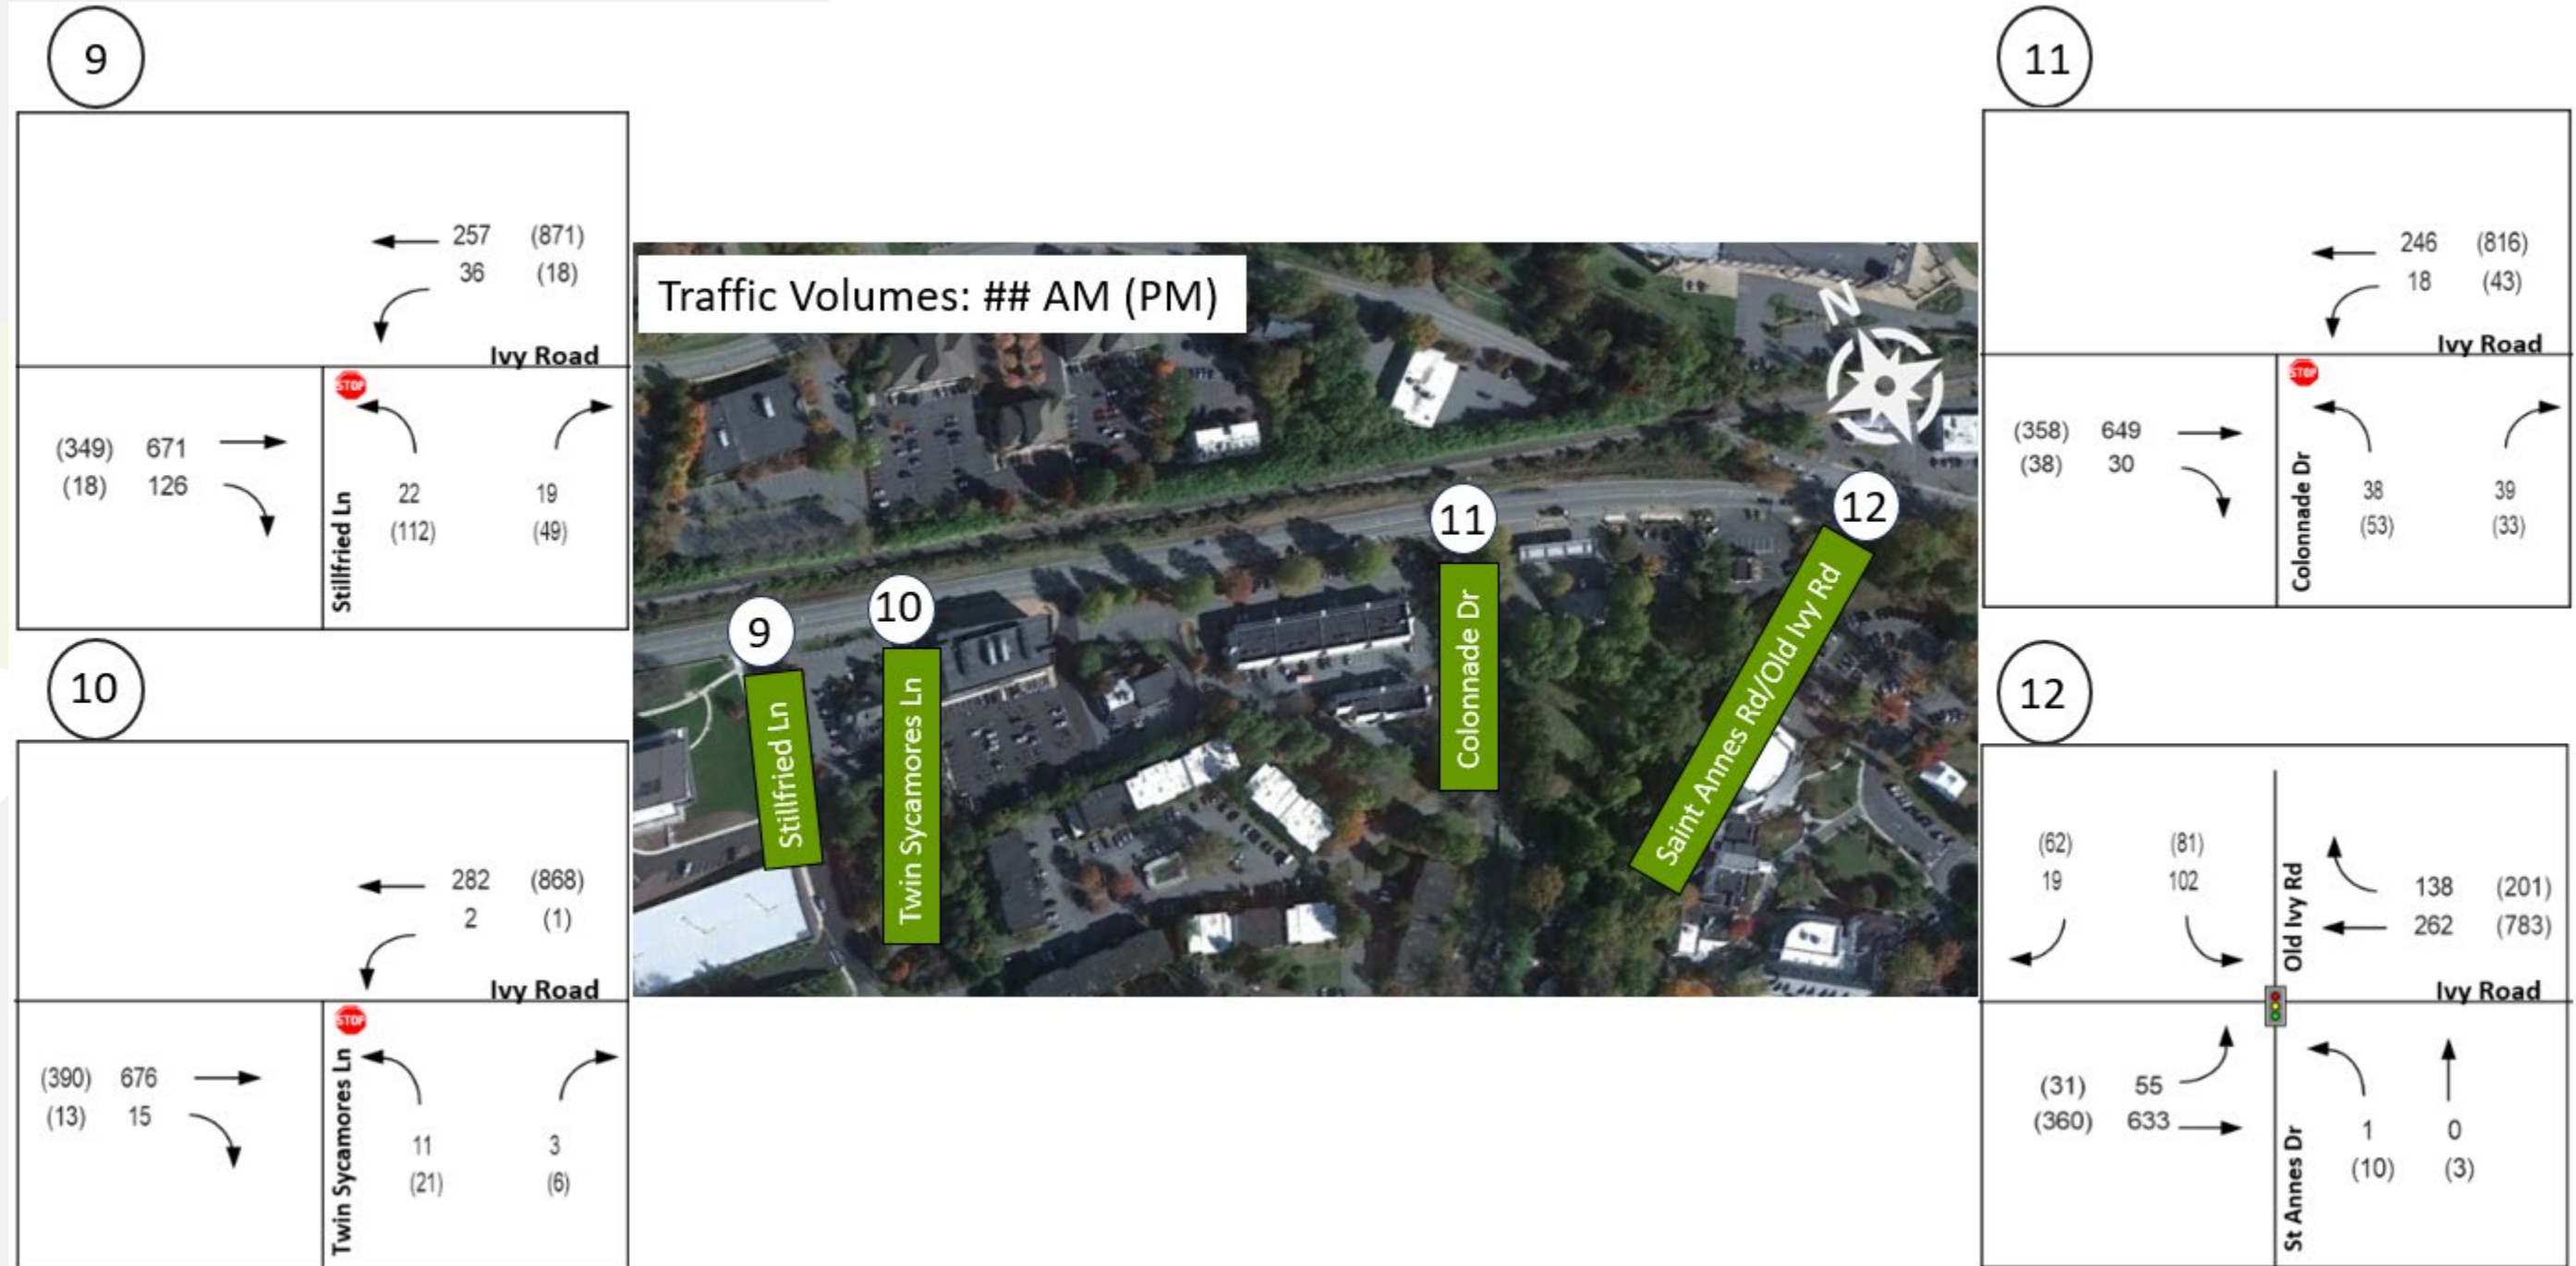 9
257 (871)
36 (18)
Ivy Road
STOP
(349) 671
(18) 126
Stillfried Ln
22 19
(112) (49)
10
282 (868)
2 (1)
Ivy Road
STOP
(390) 676
(13) 15
Twin Sycamores Ln
11 3
(21) (6)
Traffic Volumes: ## AM (PM)
N
9
10
11
12
Stillfried Ln
Twin Sycamores Ln
Colonnade Dr
Saint Annes Rd/Old Ivy Rd
11
246 (816)
18 (43)
Ivy Road
STOP
(358) 649
(38) 30
Colonnade Dr
38 39
(53) (33)
12
(62) (81)
19 102
Old Ivy Rd
138 (201)
262 (783)
Ivy Road
(31) 55
(360) 633
St Annes Dr
1 0
(10) (3)